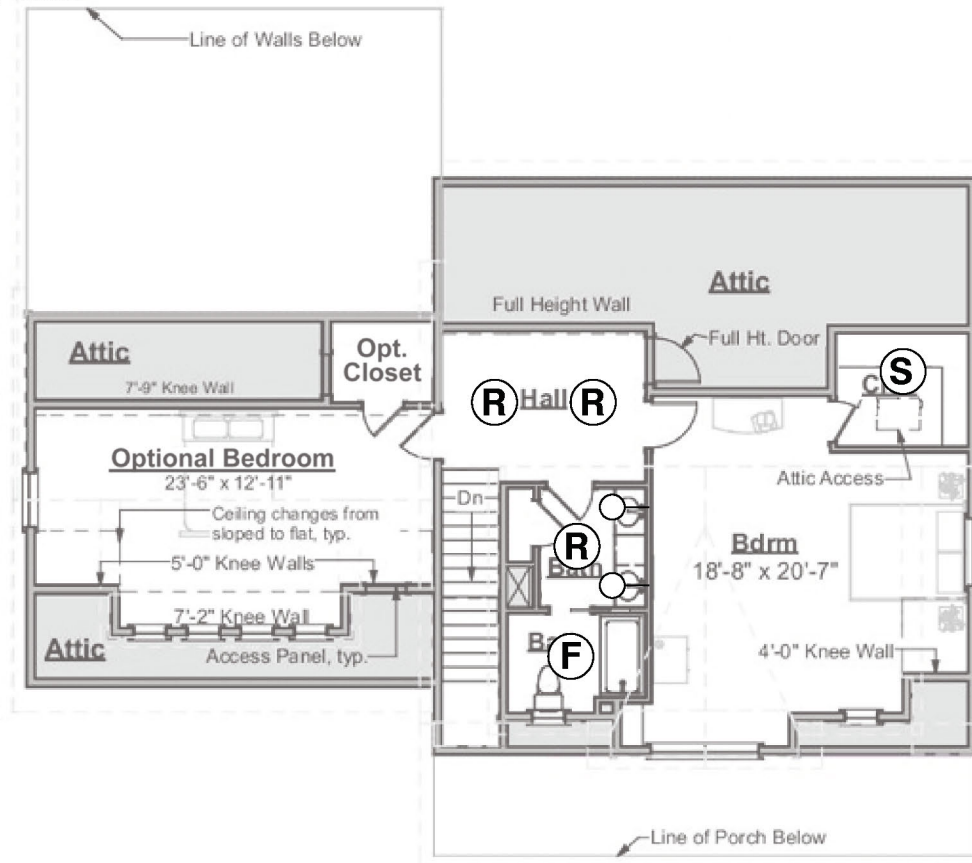 Line of Walls Below
Attic
Full Height Wall
Full Ht. Door
Attic
7'-9" Knee Wall
Opt.
Closet
S
R Hall R
Attic Access
Optional Bedroom
23'-6" x 12'-11"
Dn
Ceiling changes from
sloped to flat, typ.
R
Bath
Bdrm
18'-8" x 20'-7"
5'-0" Knee Walls
7'-2" Knee Wall
Attic
Access Panel, typ.
F
4'-0" Knee Wall
Line of Porch Below